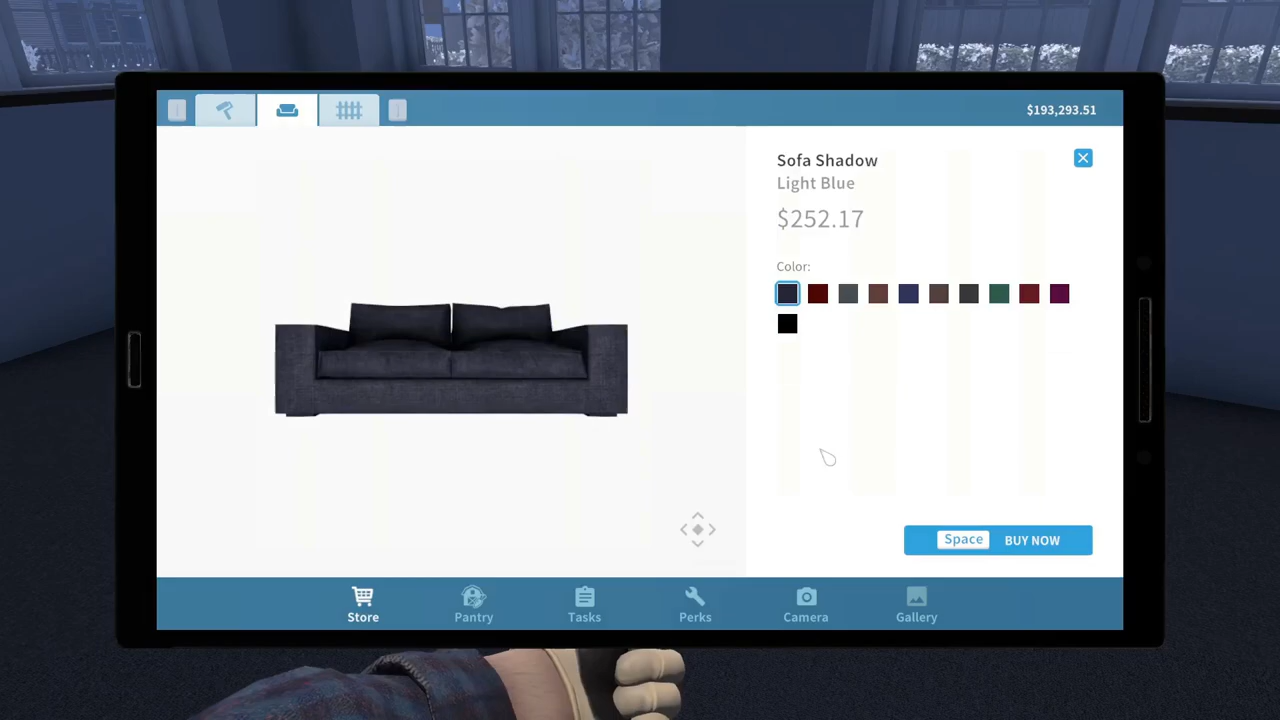 $193,293.51
Sofa Shadow
Light Blue
$252.17
Color:
Space BUY NOW
Store
Pantry
Tasks
Perks
Camera
Gallery